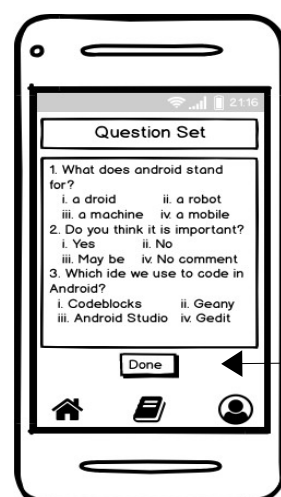 21:16
Question Set
1. What does android stand
for?
i. a droid ii. a robot
iii. a machine iv. a mobile
2. Do you think it is important?
i. Yes ii. No
iii. May be iv. No comment
3. Which ide we use to code in
Android?
i. Codeblocks ii. Geany
iii. Android Studio iv. Gedit
Done